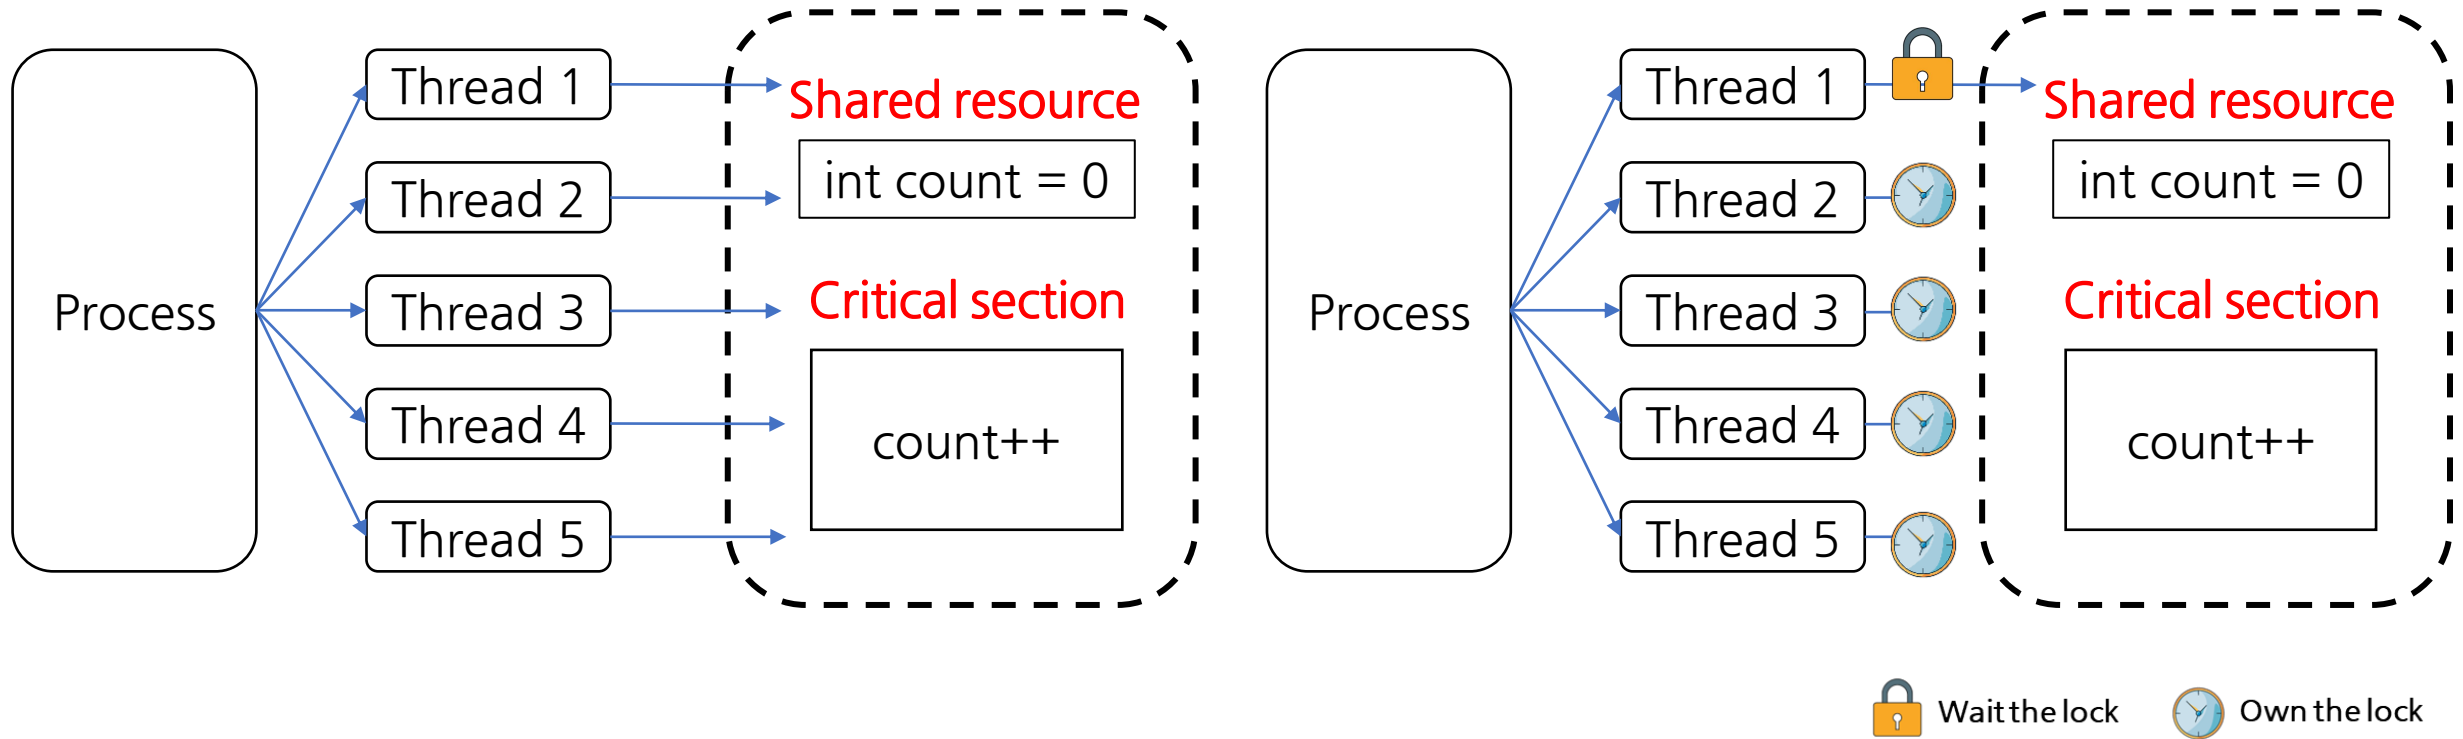 Process
Thread 1
Thread 2
Thread 3
Thread 4
Thread 5
Shared resource
int count = 0
Critical section
count++
Process
Thread 1
Thread 2
Thread 3
Thread 4
Thread 5
Shared resource
int count = 0
Critical section
count++
Wait the lock
Own the lock